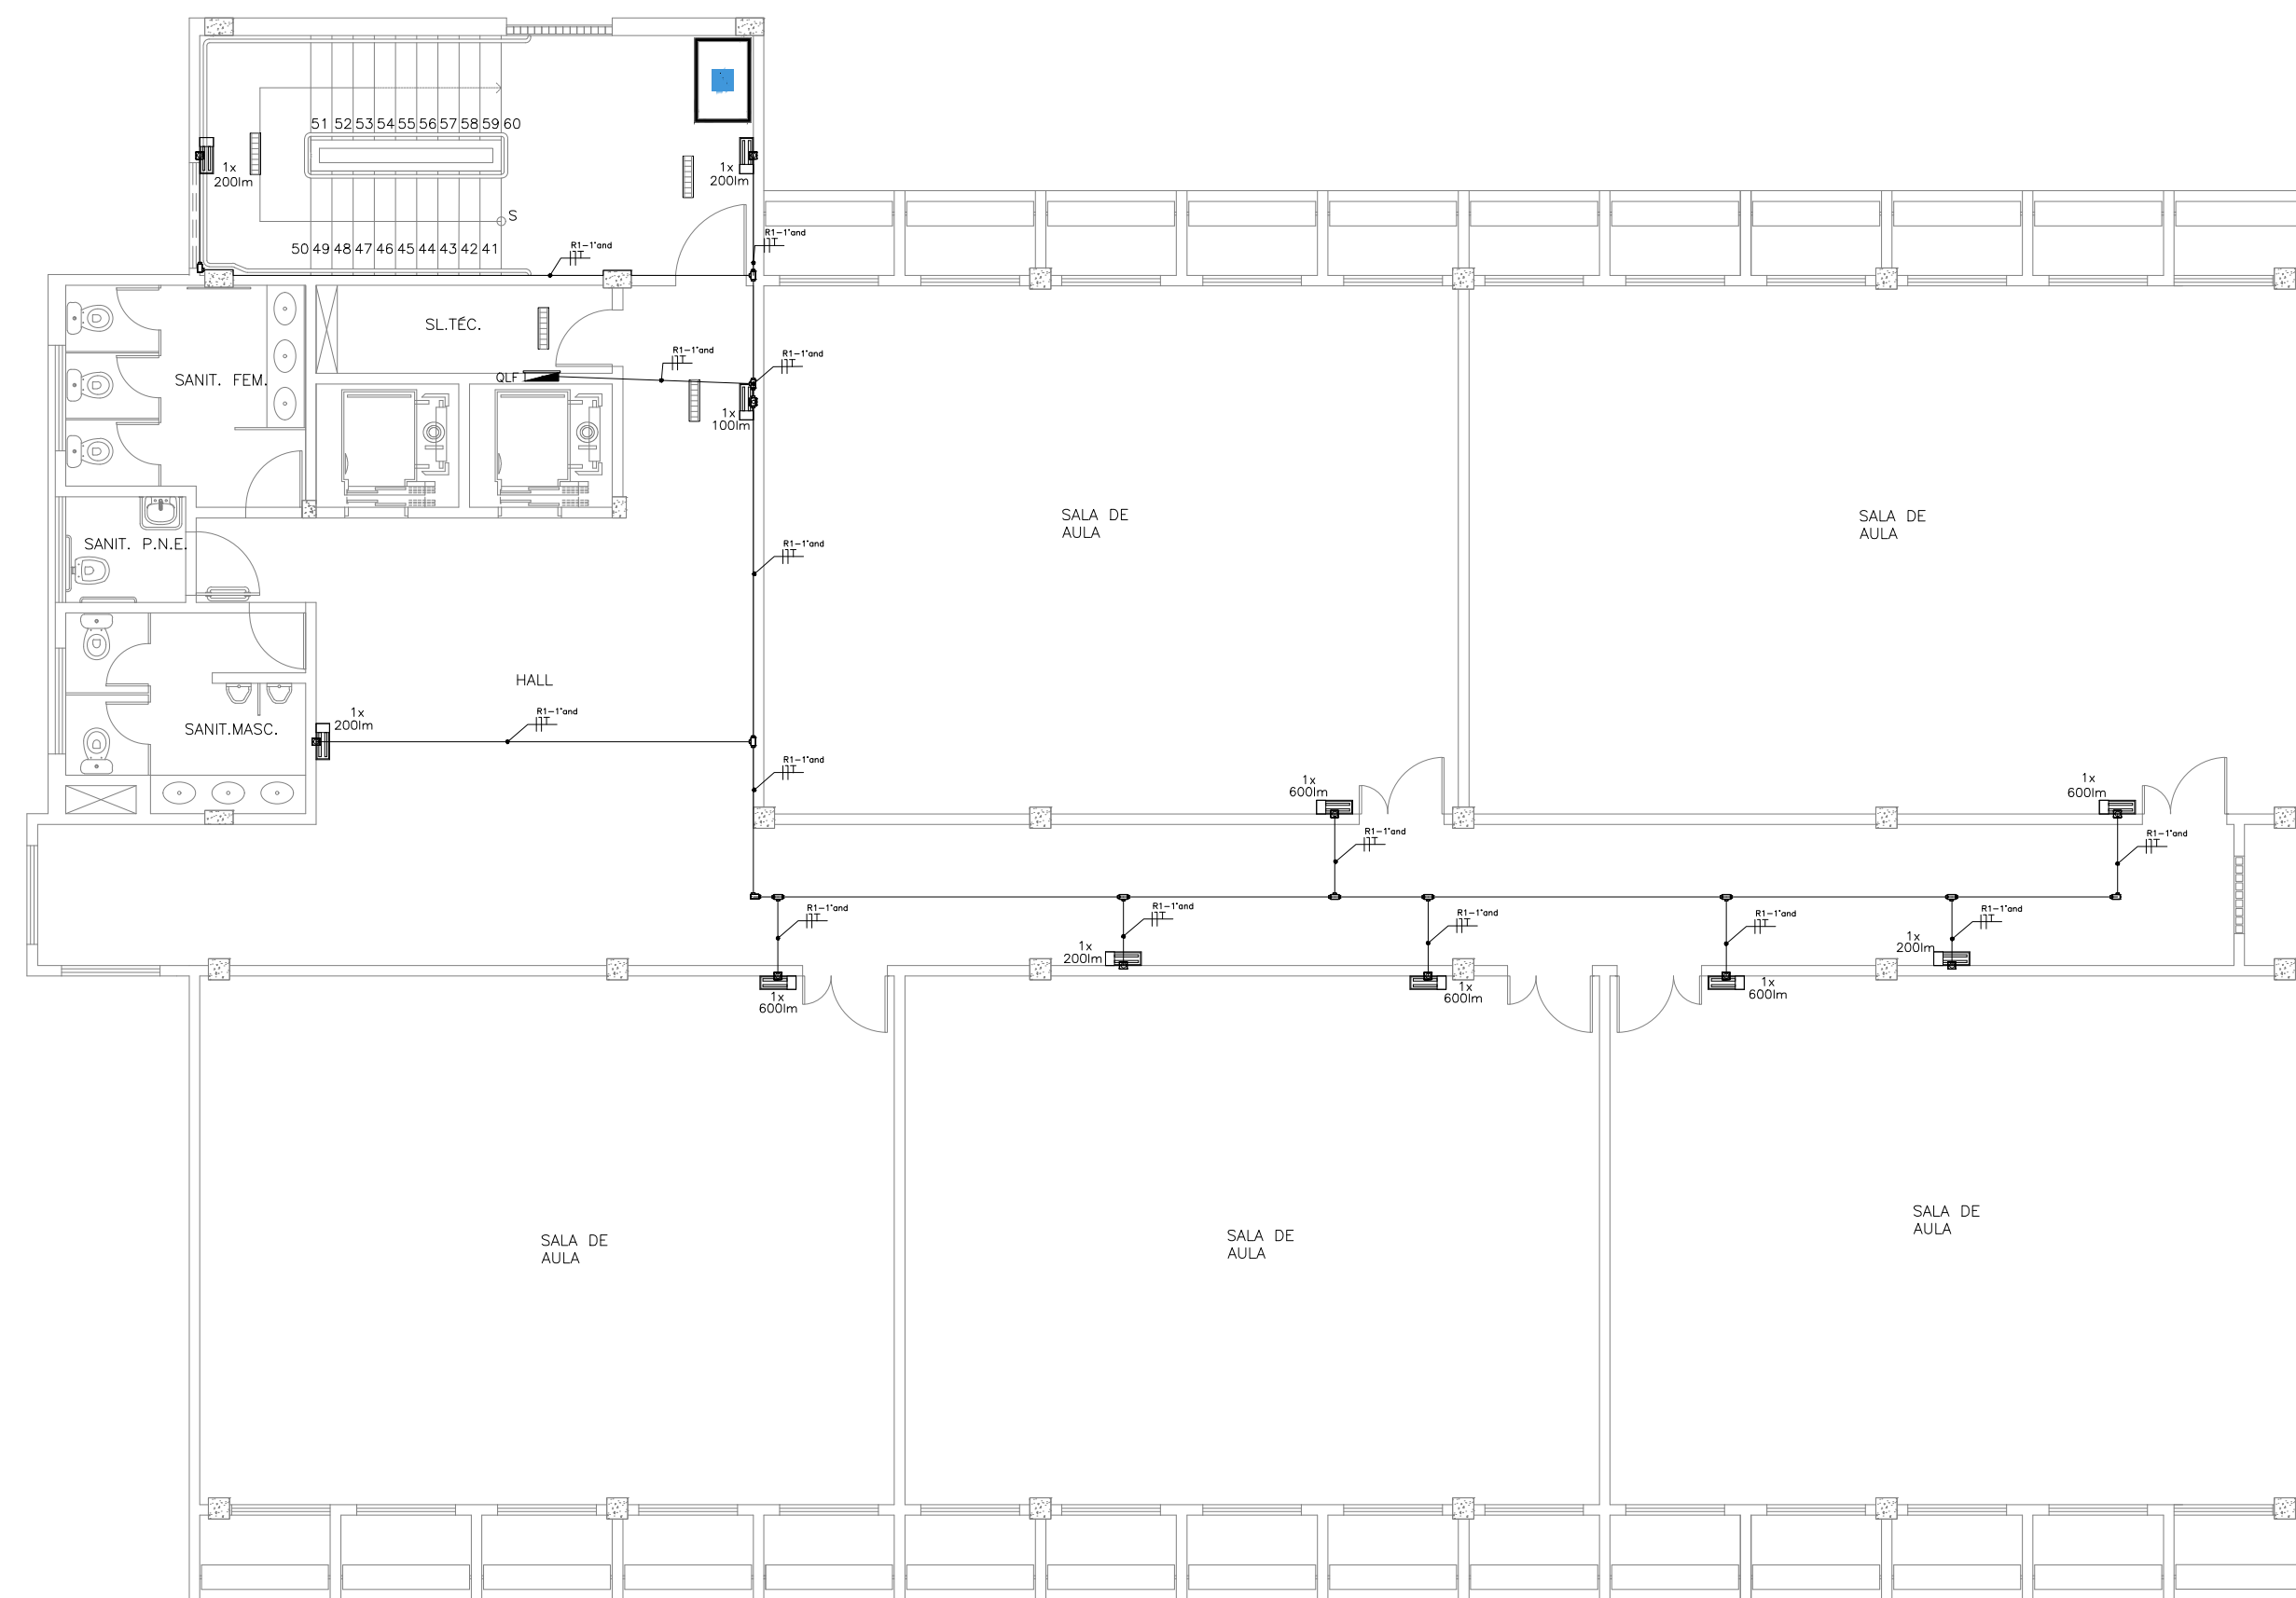 51 52 53 54 55 56 57 58 59 60
1x
200lm
1x
200lm
S
R1-1°and
T
R1-1°and
T
50 49 48 47 46 45 44 43 42 41
SL.TÉC.
R1-1°and
T
R1-1°and
T
SANIT. FEM.
QLF
1x
100lm
SALA DE
AULA
SALA DE
AULA
SANIT. P.N.E.
R1-1°and
T
HALL
1x
200lm
R1-1°and
T
SANIT.MASC.
R1-1°and
T
1x
600lm
1x
600lm
R1-1°and
T
R1-1°and
T
R1-1°and
T
R1-1°and
T
R1-1°and
T
R1-1°and
T
R1-1°and
T
1x
200lm
1x
200lm
1x
600lm
1x
600lm
1x
600lm
SALA DE
AULA
SALA DE
AULA
SALA DE
AULA